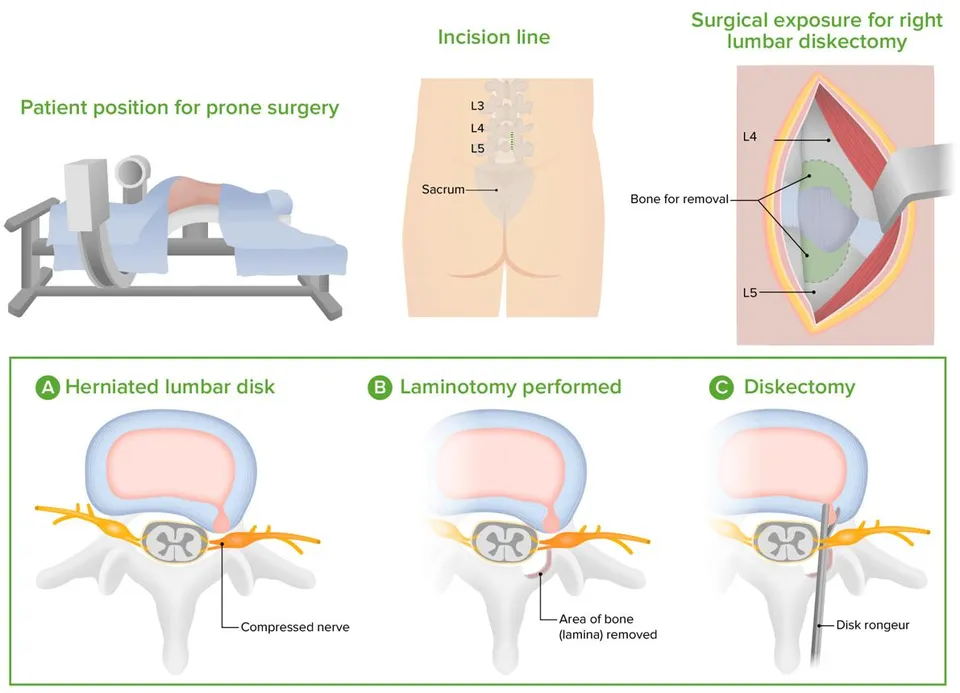 Patient position for prone surgery
Incision line
L3
L4
L5
Sacrum
Surgical exposure for right
lumbar diskectomy
L4
Bone for removal
L5
A Herniated lumbar disk
Compressed nerve
B Laminotomy performed
Area of bone
(lamina) removed
C Diskectomy
Disk rongeur